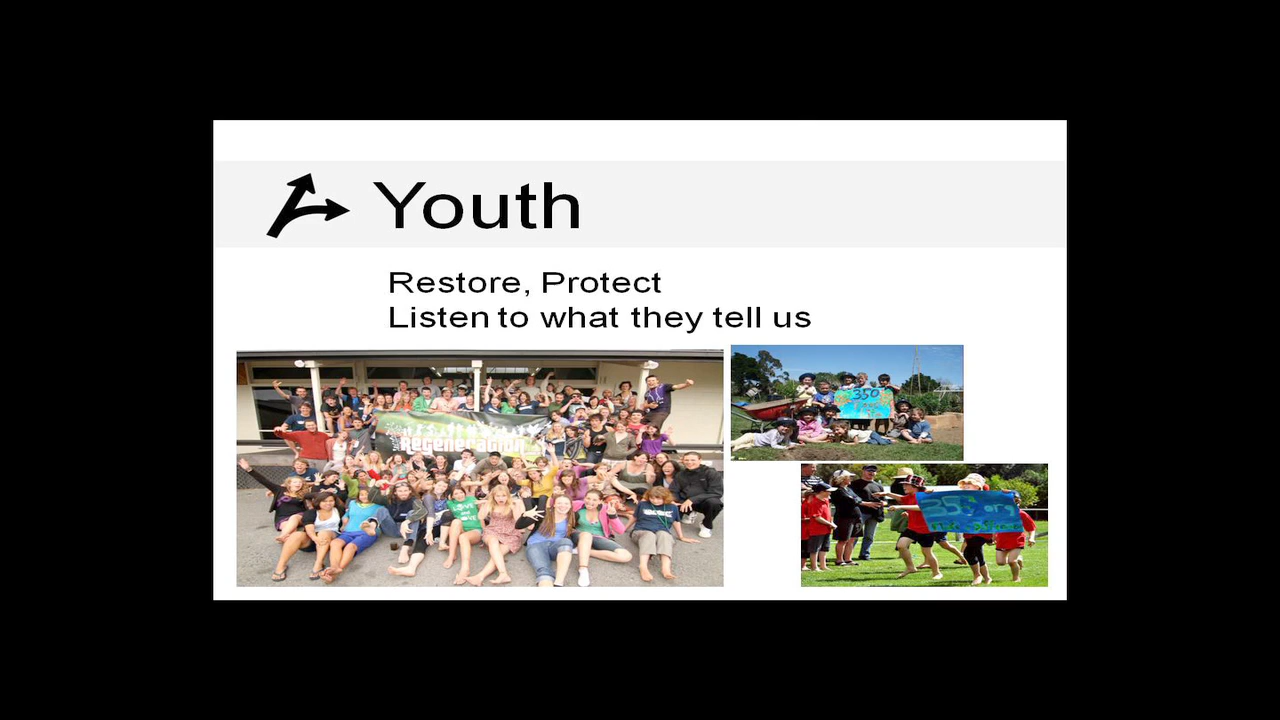 Youth
Restore, Protect
Listen to what they tell us
Regeneration
350